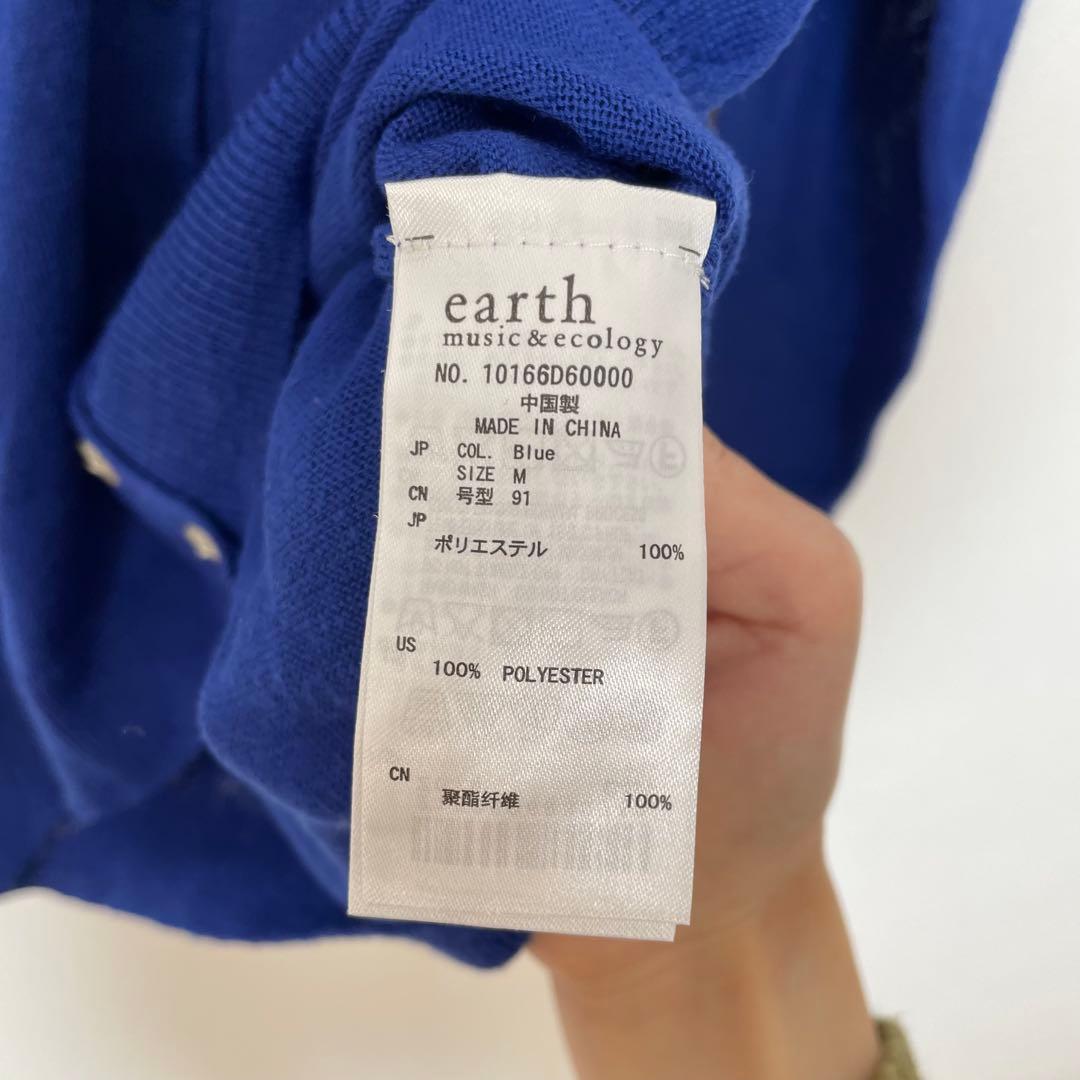 earth
music & ecology
NO. 10166D60000
中国製
MADE IN CHINA
JP COL. Blue
SIZE M
CN 号型 91
JP
ポリエステル 100%
US
100% POLYESTER
CN
聚酯纤维 100%